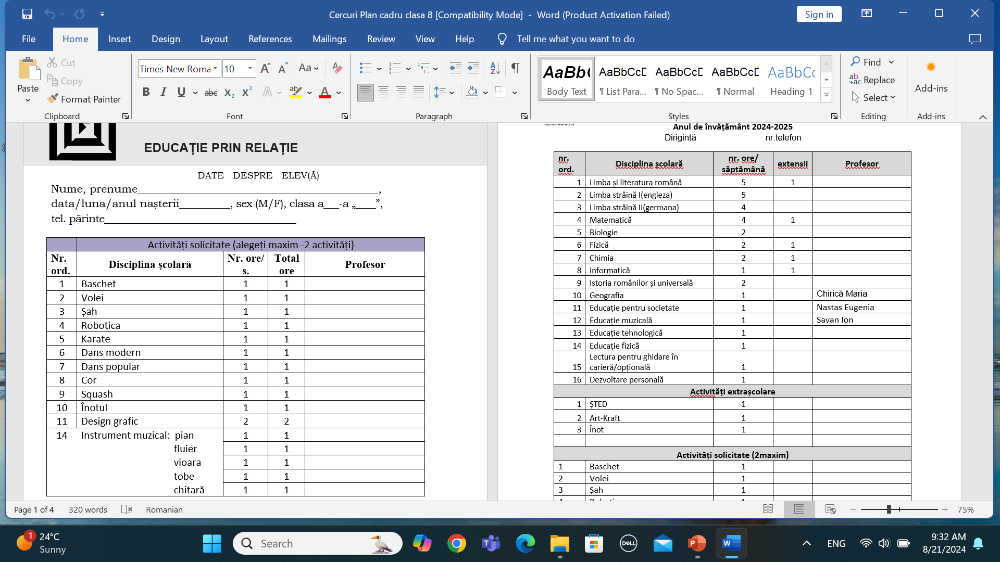 Cercuri Plan cadru clasa 8 [Compatibility Mode] - Word (Product Activation Failed)
Sign in
File Home Insert Design Layout References Mailings Review View Help Tell me what you want to do
Paste
Cut
Copy
Format Painter
Clipboard
Times New Roma 10
Font
Paragraph
AaBb( AaBbCcD AaBbCcD AaBbCcD AaBbCc
Body Text ¶ List Para... ¶ No Spac... ¶ Normal Heading 1
Styles
Find
Replace
Select
Editing
Add-ins
Add-ins
EDUCAȚIE PRIN RELAȚIE
DATE DESPRE ELEV(Ă)
Nume, prenume__________,
data/luna/anul nașterii__________, sex (M/F), clasa a___-a „____”,
tel. părinte__________
Activități solicitate (alegeți maxim -2 activități)
Nr. ord. Disciplina școlară Nr. ore/ s. Total ore Profesor
1 Baschet 1 1
2 Volei 1 1
3 Șah 1 1
4 Robotica 1 1
5 Karate 1 1
6 Dans modern 1 1
7 Dans popular 1 1
8 Cor 1 1
9 Squash 1 1
10 Înotul 1 1
11 Design grafic 2 2
14 Instrument muzical: pian 1 1
fluier 1 1
vioara 1 1
tobe 1 1
chitară 1 1
EDUCAȚIE PRIN RELAȚIE
Anul de învățământ 2024-2025
Dirigintă nr.telefon
nr. ord. Disciplina școlară nr. ore/ săptămână extensii Profesor
1 Limba șI literatura română 5 1
2 Limba străină I(engleza) 5
3 Limba străină II(germana) 4
4 Matematică 4 1
5 Biologie 2
6 Fizică 2 1
7 Chimia 2 1
8 Informatică 1 1
9 Istoria românilor și universală 2
10 Geografia 1 Chirică Maria
11 Educație pentru societate 1 Nastas Eugenia
12 Educație muzicală 1 Savan Ion
13 Educație tehnologică 1
14 Educație fizică 1
15 Lectura pentru ghidare în carieră/opțională 1
16 Dezvoltare personală 1
Activități extrașcolare
1 ȘTED 1
2 Art-Kraft 1
3 Înot 1
Activități solicitate (2maxim)
1 Baschet 1
2 Volei 1
3 Șah 1
Page 1 of 4 320 words Romanian 75%
1
24°C
Sunny
Search
DELL
ENG
9:32 AM
8/21/2024